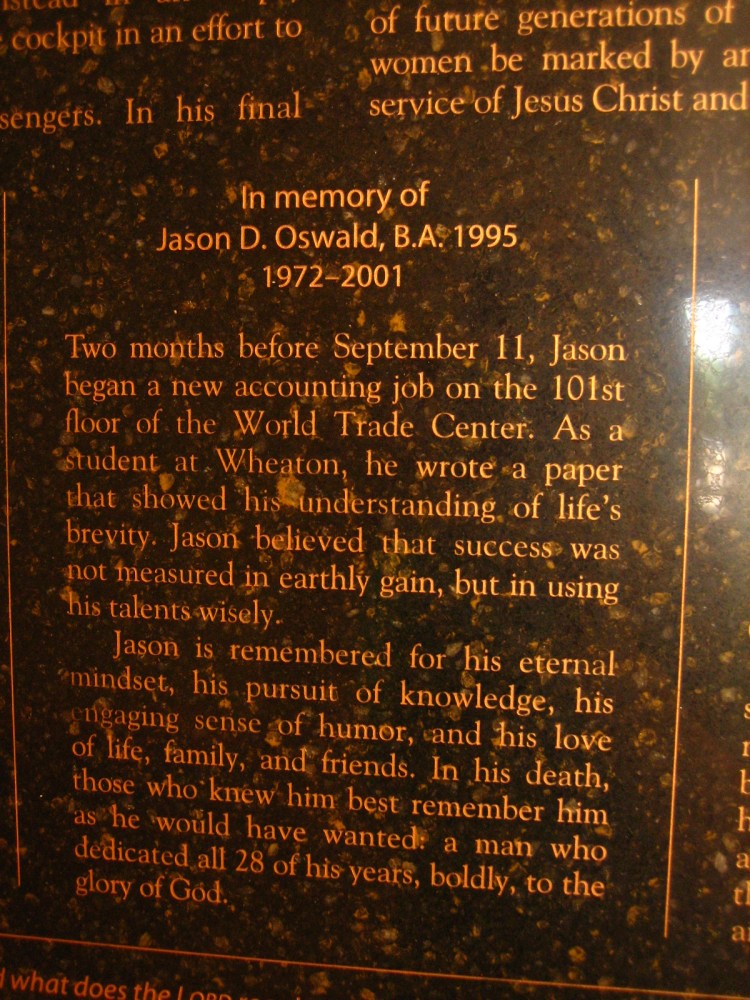 cockpit in an effort to
In his final
of future generations of
women be marked by
service of Jesus Christ and
In memory of
Jason D. Oswald, B.A. 1995
1972–2001
Two months before September 11, Jason
began a new accounting job on the 101st
floor of the World Trade Center. As a
student at Wheaton, he wrote a paper
that showed his understanding of life's
brevity. Jason believed that success was
not measured in earthly gain, but in using
his talents wisely.
Jason is remembered for his eternal
mindset, his pursuit of knowledge, his
engaging sense of humor, and his love
of life, family, and friends. In his death,
those who knew him best remember him
as he would have wanted: a man who
dedicated all 28 of his years, boldly, to the
glory of God.
what does the LORD